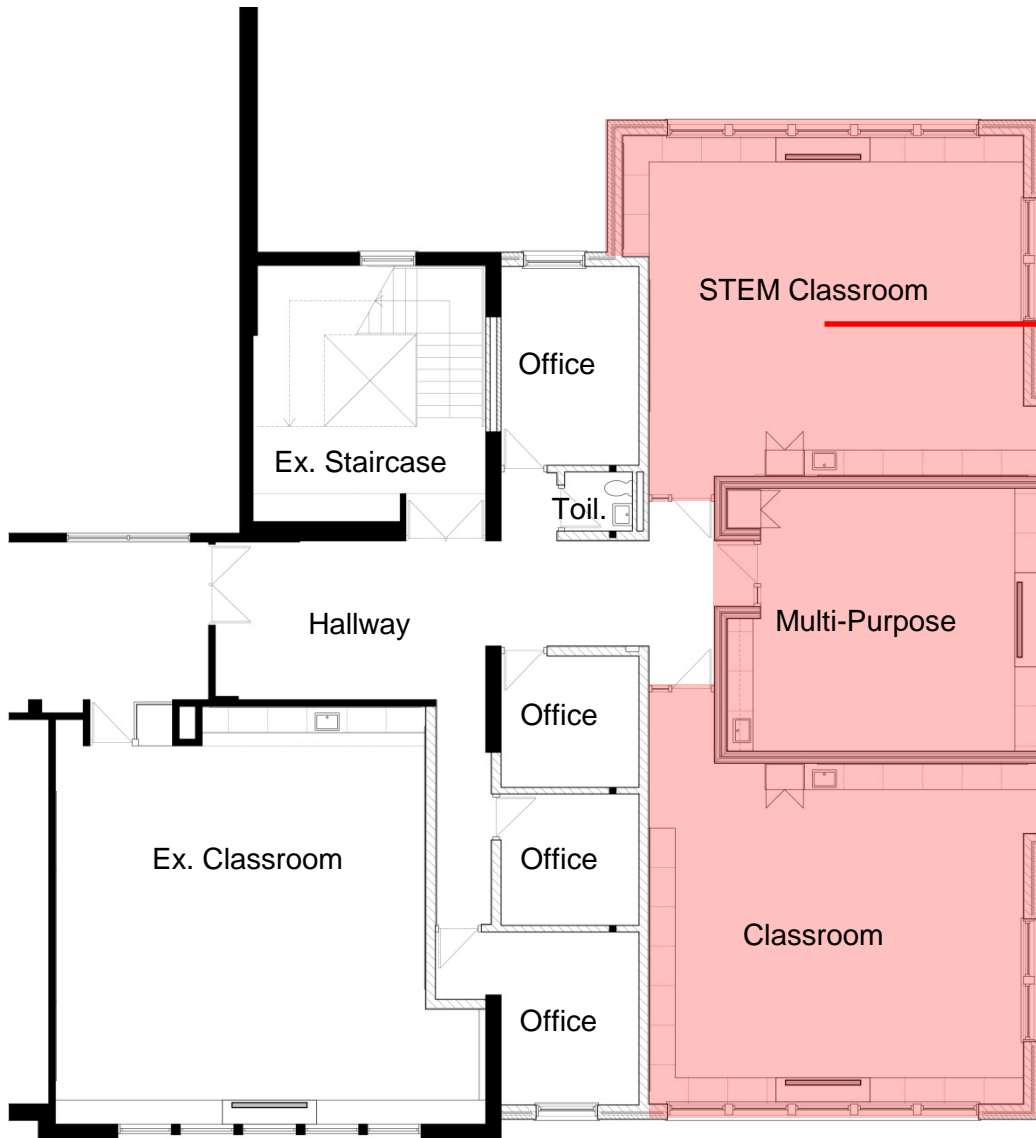 STEM Classroom
Office
Ex. Staircase
Toil.
Hallway
Multi-Purpose
Office
Ex. Classroom
Office
Classroom
Office